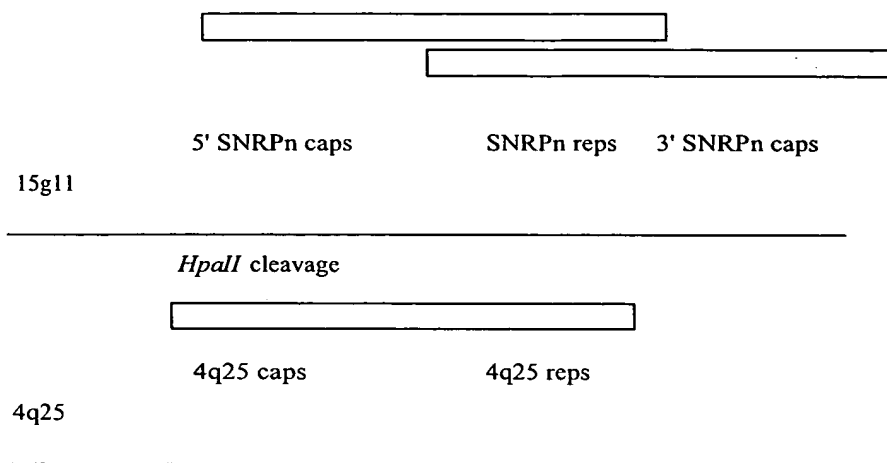 5' SNRPn caps SNRPn reps 3' SNRPn caps
15g11
HpaII cleavage
4q25 caps 4q25 reps
4q25